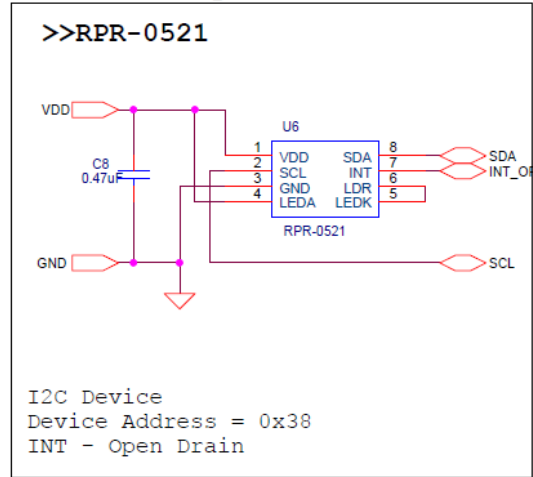 >>RPR-0521
VDD
U6
1 VDD SDA 8 SDA
2 SCL INT 7
3 GND LDR 6
4 LEDA LEDK 5
C8
0.47uF
RPR-0521
GND
SCL
I2C Device
Device Address = 0x38
INT - Open Drain